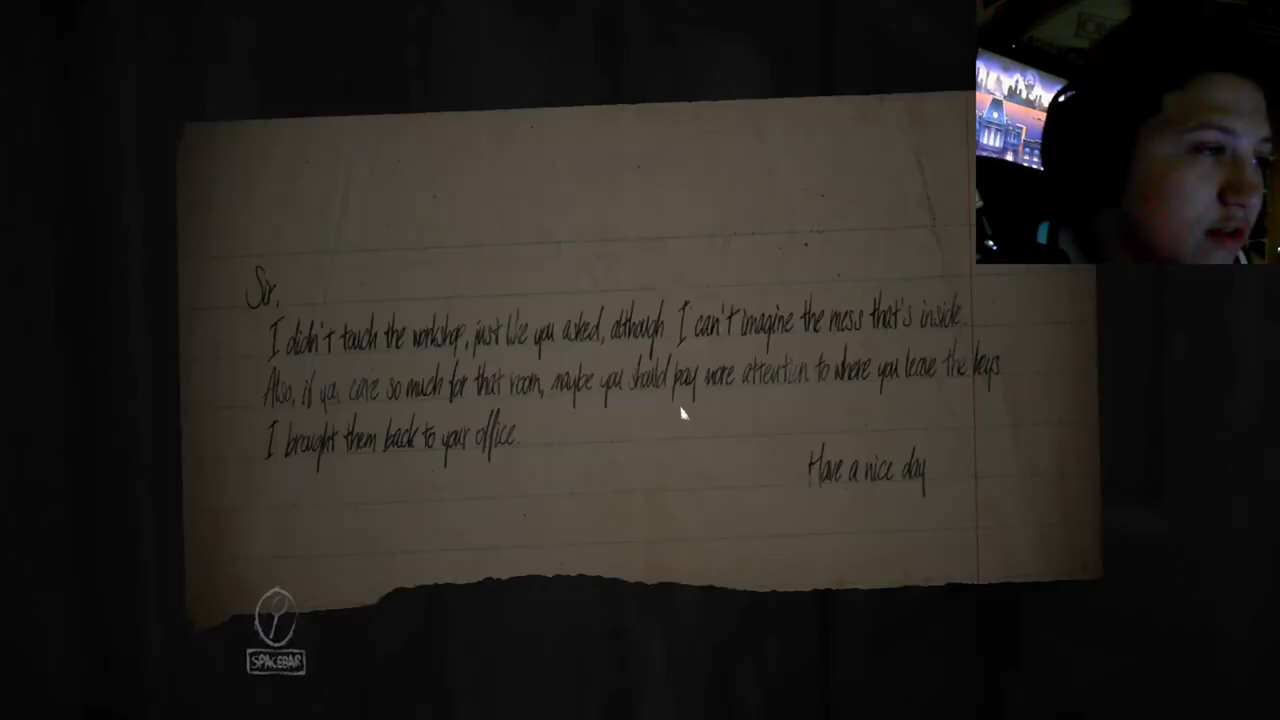 Sir,
I didn't touch the workshop, just like you asked, although I can't imagine the mess that's inside.
Also, if you care so much for that room, maybe you should pay more attention to where you leave the keys.
I brought them back to your office.
Have a nice day
SPACEBAR